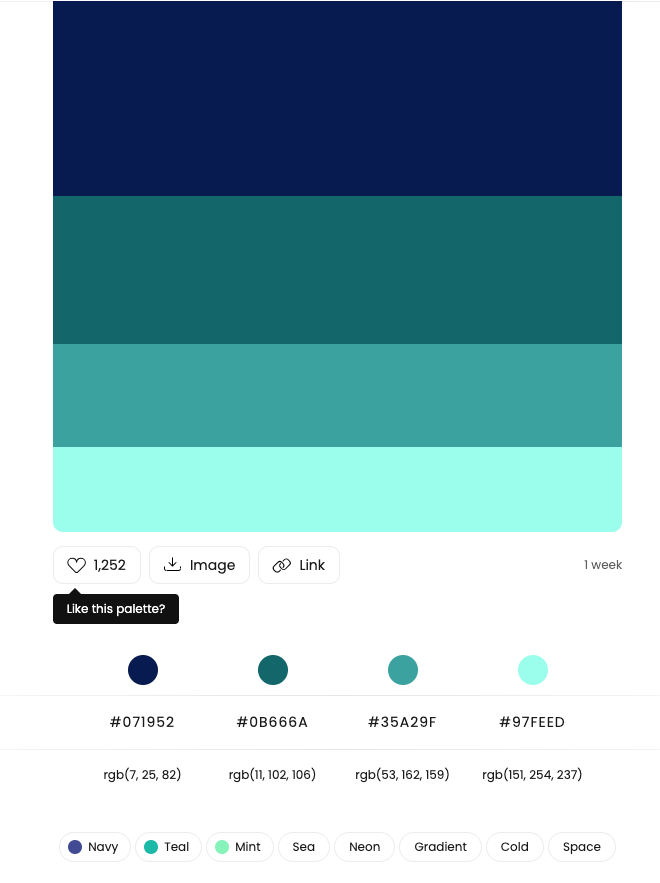 1,252 Image Link 1 week
Like this palette?
#071952 #0B666A #35A29F #97FEED
rgb(7, 25, 82) rgb(11, 102, 106) rgb(53, 162, 159) rgb(151, 254, 237)
Navy Teal Mint Sea Neon Gradient Cold Space